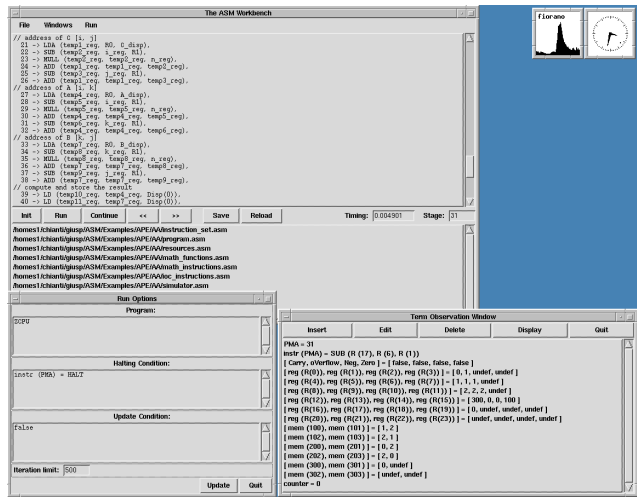 The ASM Workbench
File Windows Run
// address of C [i, j]
21 -> LDA (temp1_reg, R0, C_disp),
22 -> SUB (temp2_reg, i_reg, R1),
23 -> MULL (temp2_reg, temp2_reg, n_reg),
24 -> ADD (temp1_reg, temp1_reg, temp2_reg),
25 -> SUB (temp3_reg, j_reg, R1),
26 -> ADD (temp1_reg, temp1_reg, temp3_reg),
// address of A [i, k]
27 -> LDA (temp4_reg, R0, A_disp),
28 -> SUB (temp5_reg, i_reg, R1),
29 -> MULL (temp5_reg, temp5_reg, n_reg),
30 -> ADD (temp4_reg, temp4_reg, temp5_reg),
31 -> SUB (temp6_reg, k_reg, R1),
32 -> ADD (temp4_reg, temp4_reg, temp6_reg),
// address of B [k, j]
33 -> LDA (temp7_reg, R0, B_disp),
34 -> SUB (temp8_reg, k_reg, R1),
35 -> MULL (temp8_reg, temp8_reg, n_reg),
36 -> ADD (temp7_reg, temp7_reg, temp8_reg),
37 -> SUB (temp9_reg, j_reg, R1),
38 -> ADD (temp7_reg, temp7_reg, temp9_reg),
// compute and store the result
39 -> LD (temp10_reg, temp4_reg, Disp(0)),
40 -> LD (temp11_reg, temp7_reg, Disp(0)),
Init Run Continue << >> Save Reload Timing: 0.004901 Stage: 31
/homes1/chianti/giusp/ASM/Examples/APE/AA/instruction_set.asm
/homes1/chianti/giusp/ASM/Examples/APE/AA/program.asm
/homes1/chianti/giusp/ASM/Examples/APE/AA/resources.asm
/homes1/chianti/giusp/ASM/Examples/APE/AA/math_functions.asm
/homes1/chianti/giusp/ASM/Examples/APE/AA/math_instructions.asm
/homes1/chianti/giusp/ASM/Examples/APE/AA/loc_instructions.asm
/homes1/chianti/giusp/ASM/Examples/APE/AA/simulator.asm
fiorano
Run Options
Program:
ZCPU
Halting Condition:
instr (PMA) = HALT
Update Condition:
false
Iteration limit: 500
Update Quit
Term Observation Window
Insert Edit Delete Display Quit
PMA = 31
instr (PMA) = SUB (R (17), R (6), R (1))
[ Carry, oVerflow, Neg, Zero ] = [ false, false, false, false ]
[ reg (R(0)), reg (R(1)), reg (R(2)), reg (R(3)) ] = [ 0, 1, undef, undef ]
[ reg (R(4)), reg (R(5)), reg (R(6)), reg (R(7)) ] = [ 1, 1, 1, undef ]
[ reg (R(8)), reg (R(9)), reg (R(10)), reg (R(11)) ] = [ 2, 2, 2, undef ]
[ reg (R(12)), reg (R(13)), reg (R(14)), reg (R(15)) ] = [ 300, 0, 0, 100 ]
[ reg (R(16)), reg (R(17)), reg (R(18)), reg (R(19)) ] = [ 0, undef, undef, undef ]
[ reg (R(20)), reg (R(21)), reg (R(22)), reg (R(23)) ] = [ undef, undef, undef, undef ]
[ mem (100), mem (101) ] = [ 1, 2 ]
[ mem (102), mem (103) ] = [ 2, 1 ]
[ mem (200), mem (201) ] = [ 0, 2 ]
[ mem (202), mem (203) ] = [ 2, 0 ]
[ mem (300), mem (301) ] = [ 0, undef ]
[ mem (302), mem (303) ] = [ undef, undef ]
counter = 0